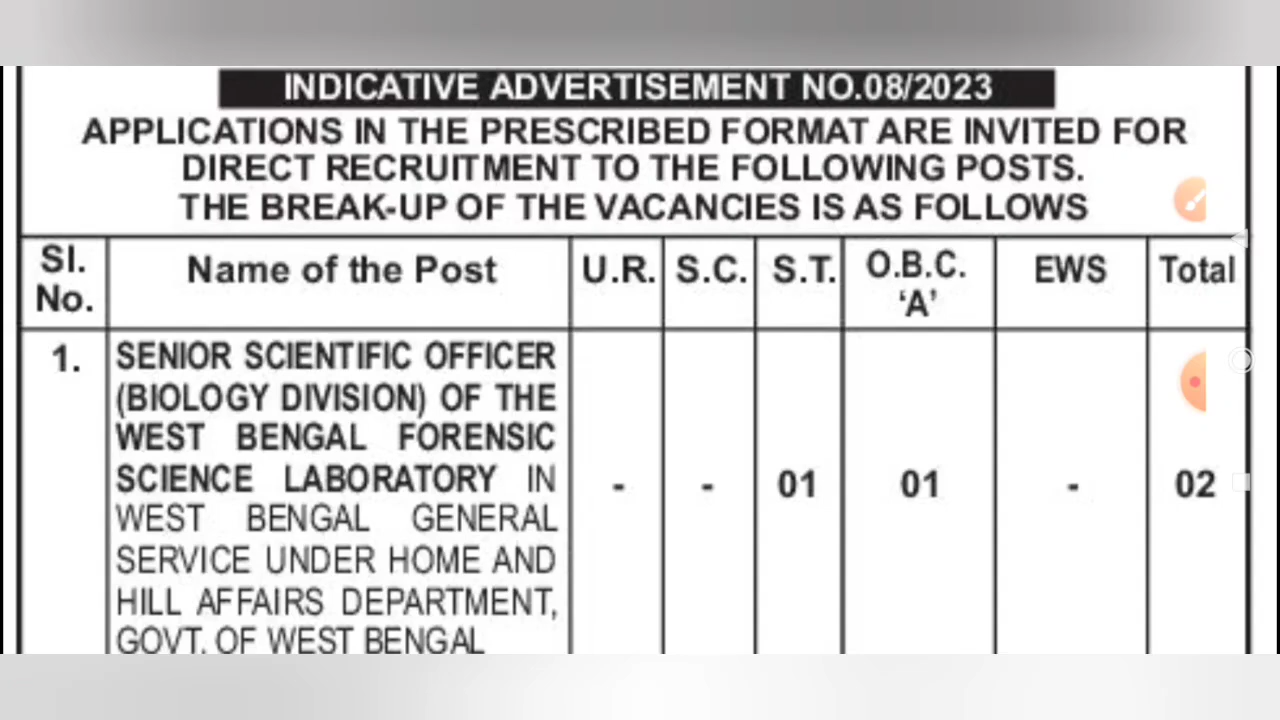 INDICATIVE ADVERTISEMENT NO.08/2023
APPLICATIONS IN THE PRESCRIBED FORMAT ARE INVITED FOR
DIRECT RECRUITMENT TO THE FOLLOWING POSTS.
THE BREAK-UP OF THE VACANCIES IS AS FOLLOWS
Sl. No. Name of the Post U.R. S.C. S.T. O.B.C. 'A' EWS Total
1. SENIOR SCIENTIFIC OFFICER
(BIOLOGY DIVISION) OF THE
WEST BENGAL FORENSIC
SCIENCE LABORATORY IN - - 01 01 - 02
WEST BENGAL GENERAL
SERVICE UNDER HOME AND
HILL AFFAIRS DEPARTMENT,
GOVT. OF WEST BENGAL